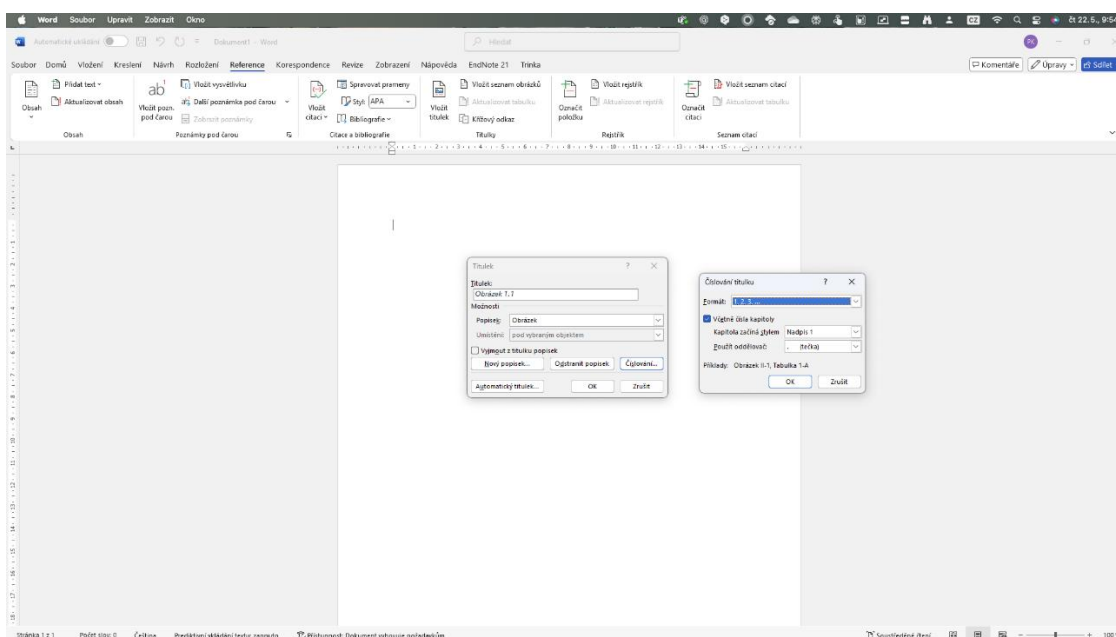 Word Soubor Upravit Zobrazit Okno
CZ čt 22. 5., 9:54
Automatické ukládání Dokument1 – Word Hledat PK
Soubor Domů Vložení Kreslení Návrh Rozložení Reference Korespondence Revize Zobrazení Nápověda EndNote 21 Trinka Komentáře Úpravy Sdílet
Obsah
Přidat text
Aktualizovat obsah
Obsah
Vložit pozn. pod čarou
ab
Vložit vysvětlivku
Další poznámka pod čarou
Zobrazit poznámky
Poznámky pod čarou
Vložit citaci
Spravovat prameny
Styl: APA
Bibliografie
Citace a bibliografie
Vložit titulek
Vložit seznam obrázků
Aktualizovat tabulku
Křížový odkaz
Titulky
Označit položku
Vložit rejstřík
Aktualizovat rejstřík
Rejstřík
Označit citaci
Vložit seznam citací
Aktualizovat tabulku
Seznam citací
Titulek ? ×
Titulek:
Obrázek 1.1
Možnosti
Popisek: Obrázek
Umístění: pod vybraným objektem
Vyjmout z titulku popisek
Nový popisek... Odstranit popisek Číslování...
Automatický titulek... OK Zrušit
Číslování titulku ? ×
Formát: 1, 2, 3, ...
Včetně čísla kapitoly
Kapitola začíná stylem Nadpis 1
Použít oddělovač: . (tečka)
Příklady: Obrázek II-1, Tabulka 1-A
OK Zrušit
Stránka 1 z 1 Počet slov: 0 Čeština Prediktivní vkládání textu: zapnuto Přístupnost: Dokument vyhovuje požadavkům Soustředěné čtení